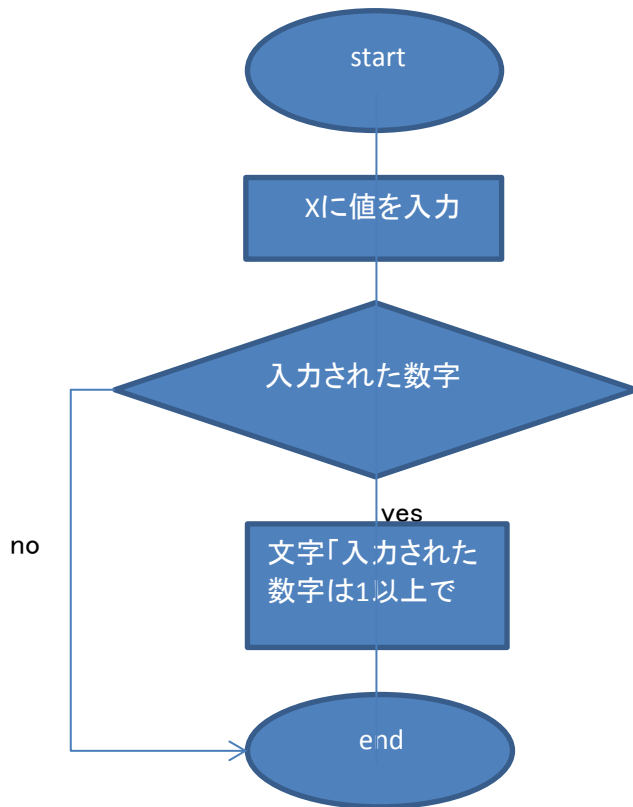 start
Xに値を入力
入力された数字
yes
no
文字「入力された
数字は1以上で
end